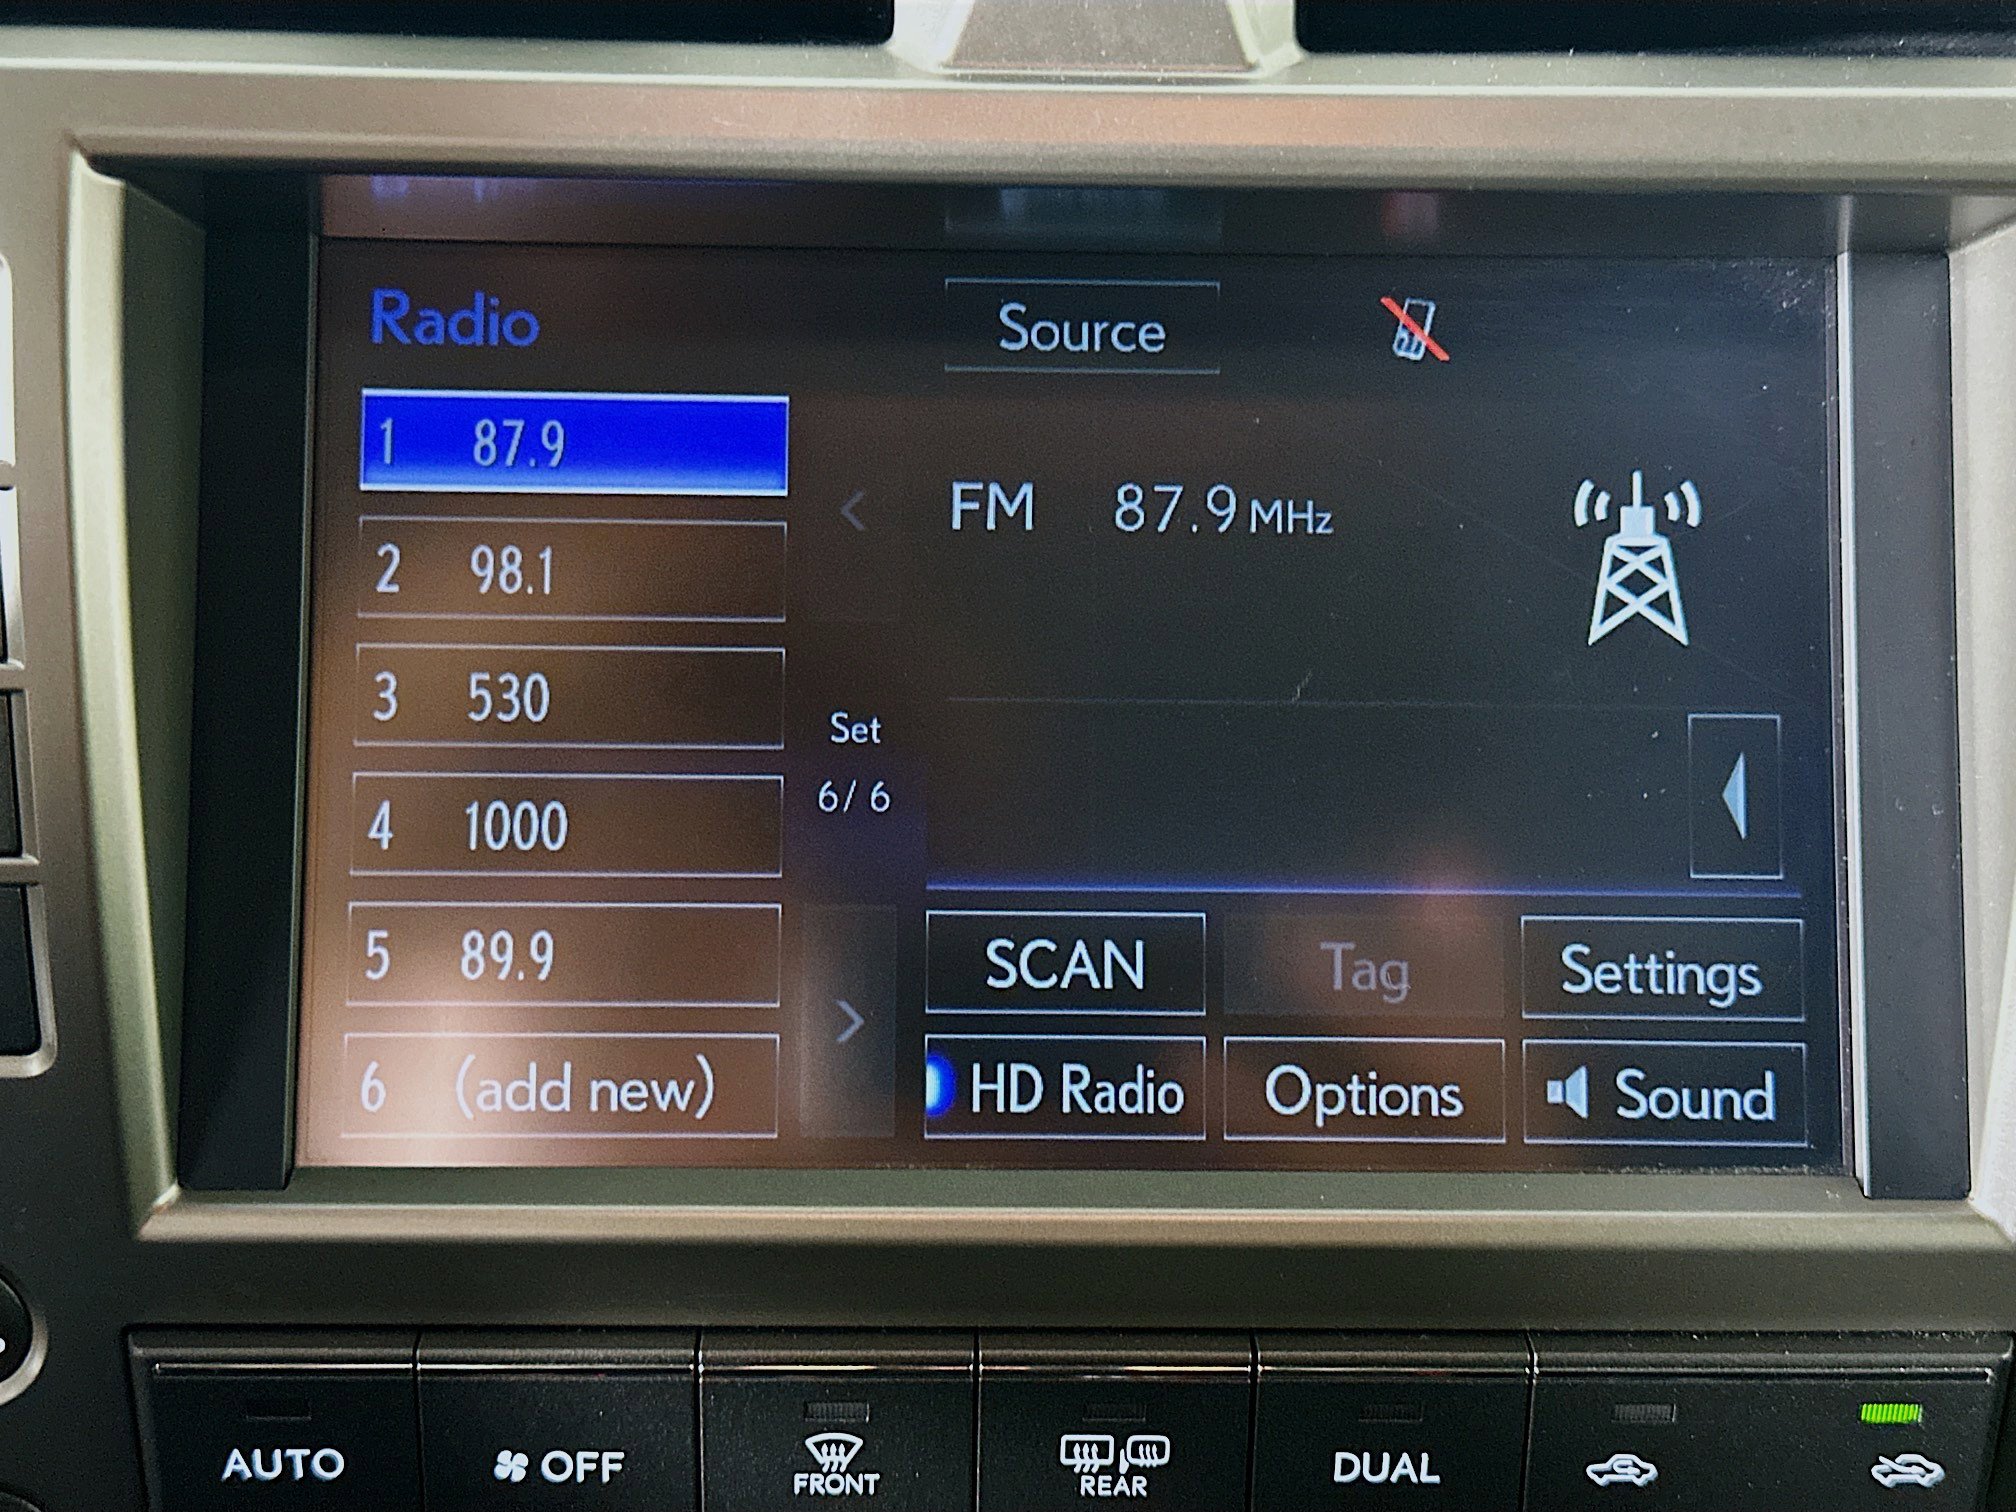 Radio
Source
1 87.9
FM 87.9 MHz
2 98.1
3 530
Set
6/ 6
4 1000
5 89.9
SCAN Tag Settings
6 (add new)
HD Radio Options Sound
AUTO OFF FRONT REAR DUAL